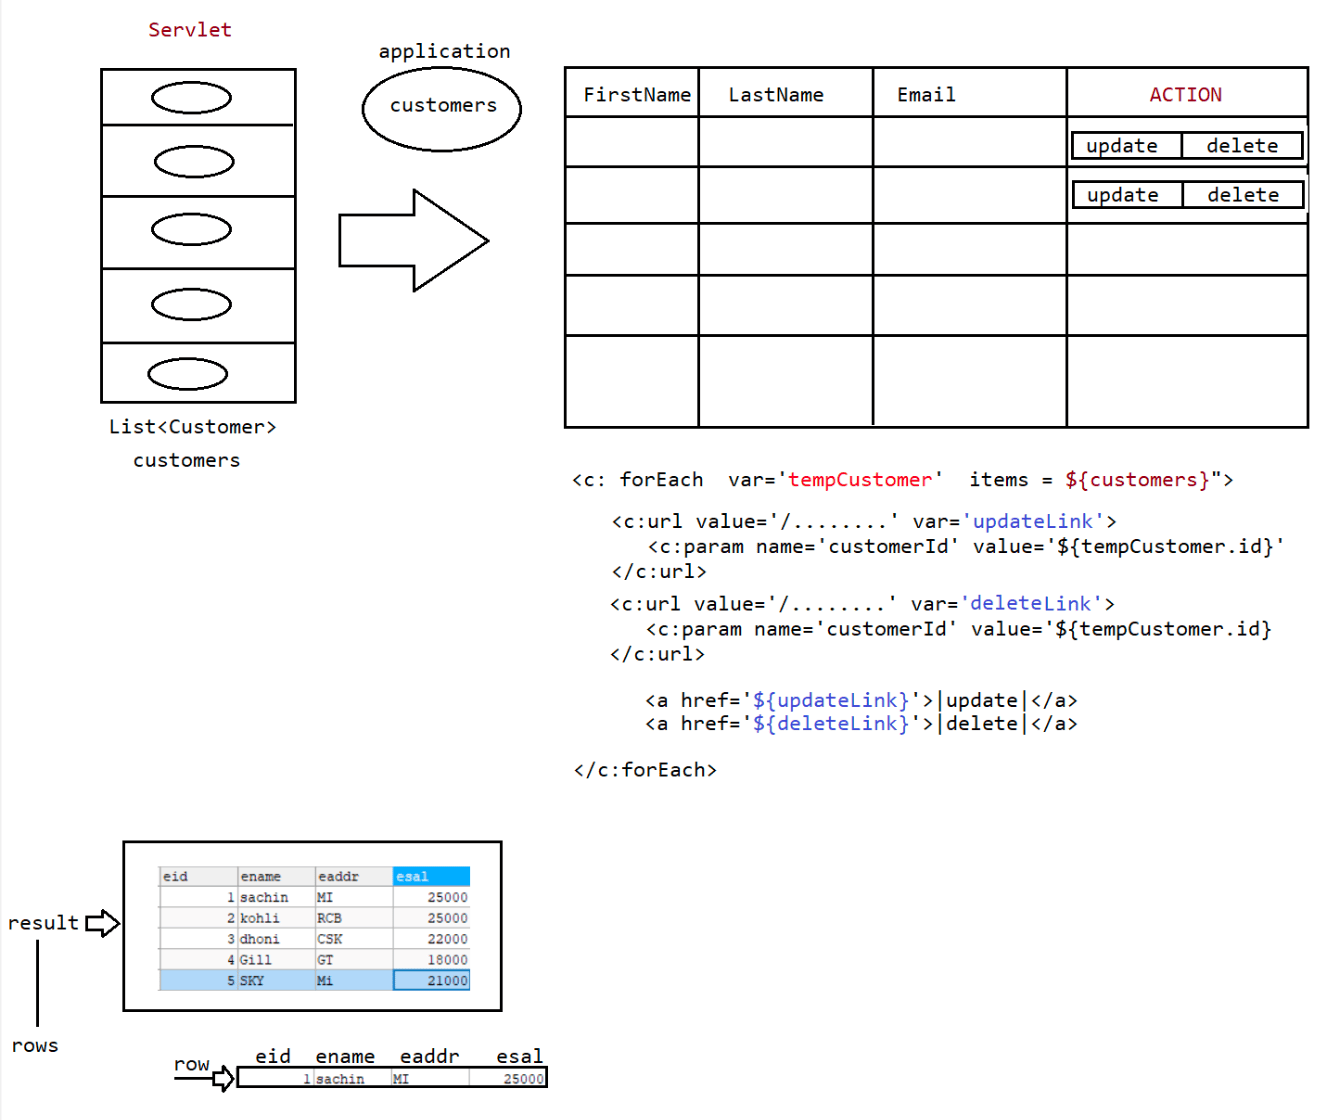 Servlet
application
customers
List<Customer>
customers
FirstName LastName Email ACTION
update delete
update delete
<c: forEach  var='tempCustomer'  items = ${customers}">
<c:url value='/........' var='updateLink'>
<c:param name='customerId' value='${tempCustomer.id}'
</c:url>
<c:url value='/........' var='deleteLink'>
<c:param name='customerId' value='${tempCustomer.id}
</c:url>
<a href='${updateLink}'>|update|</a>
<a href='${deleteLink}'>|delete|</a>
</c:forEach>
result
rows
eid ename eaddr esal
1 sachin MI 25000
2 kohli RCB 25000
3 dhoni CSK 22000
4 Gill GT 18000
5 SKY Mi 21000
row
eid ename eaddr esal
1 sachin MI 25000